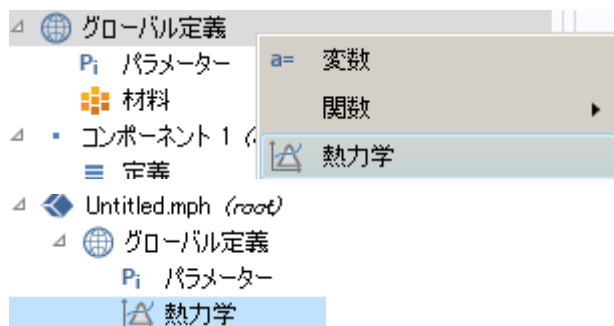 グローバル定義
Pi パラメーター
a= 変数
材料
関数
コンポーネント 1
定義
熱力学
Untitled.mph (root)
グローバル定義
Pi パラメーター
熱力学